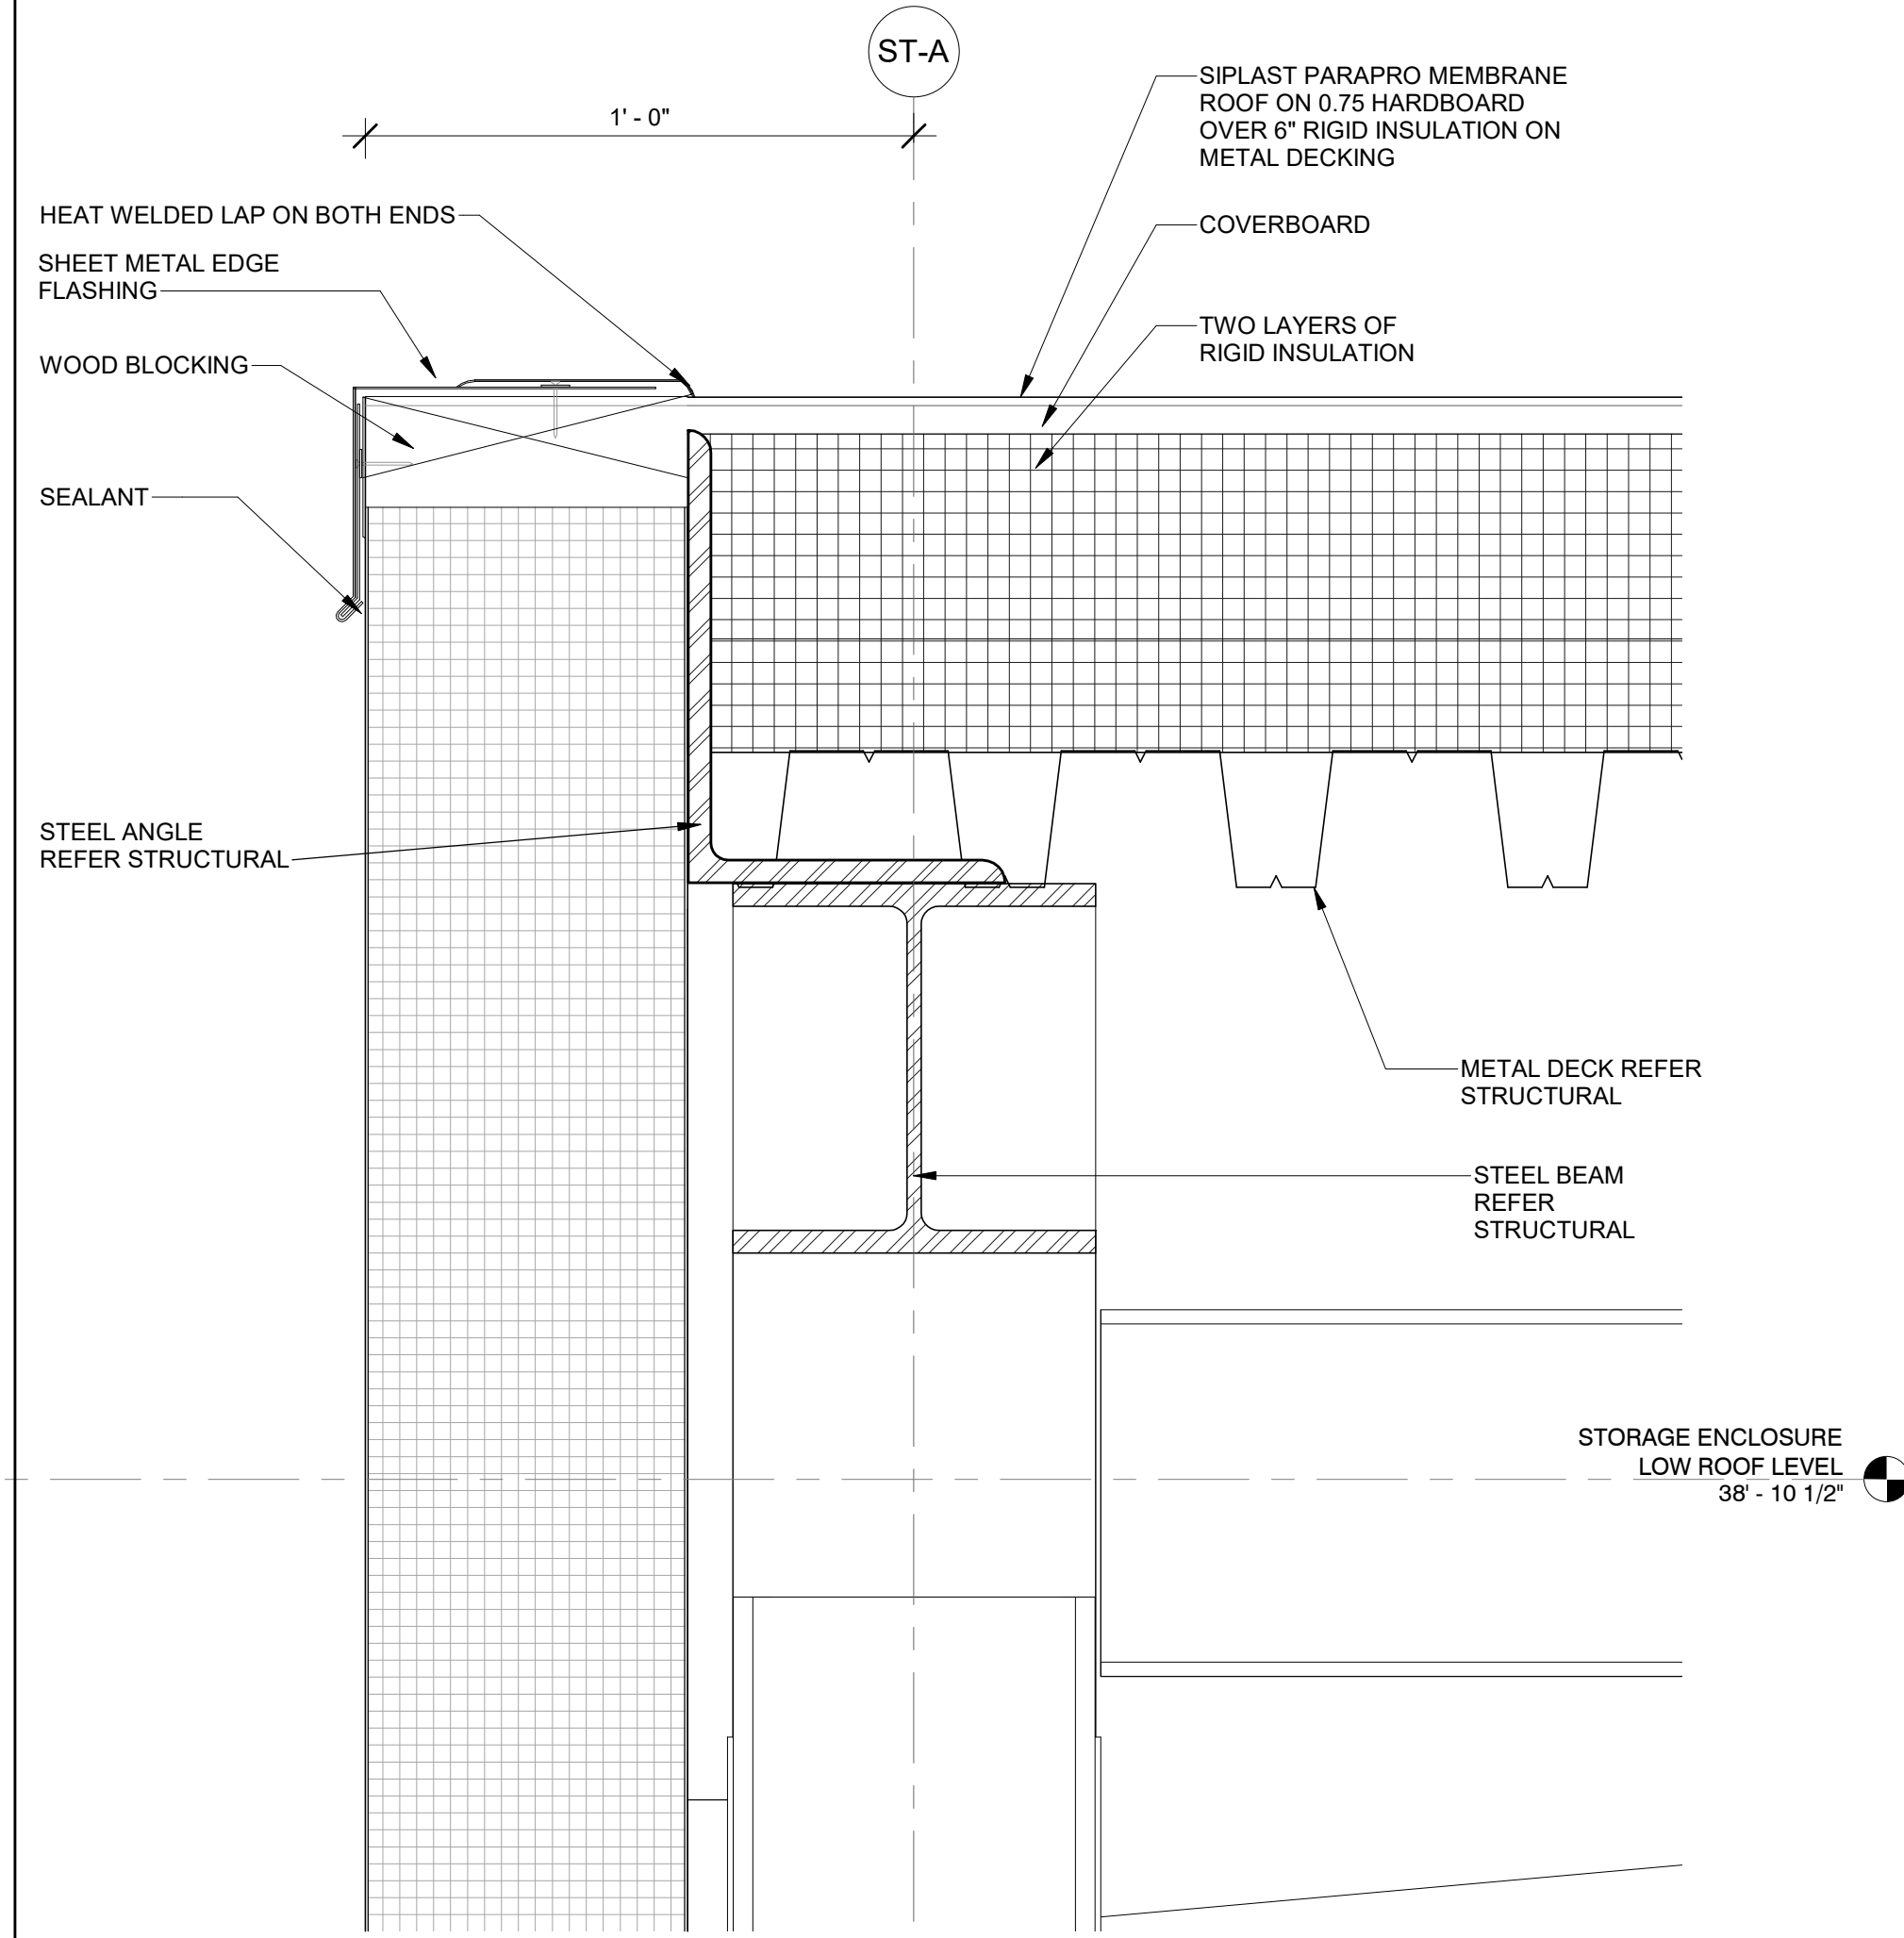 ST-A
1' - 0"
SIPLAST PARAPRO MEMBRANE
ROOF ON 0.75 HARDBOARD
OVER 6" RIGID INSULATION ON
METAL DECKING
HEAT WELDED LAP ON BOTH ENDS
COVERBOARD
SHEET METAL EDGE
FLASHING
TWO LAYERS OF
RIGID INSULATION
WOOD BLOCKING
SEALANT
STEEL ANGLE
REFER STRUCTURAL
METAL DECK REFER
STRUCTURAL
STEEL BEAM
REFER
STRUCTURAL
STORAGE ENCLOSURE
LOW ROOF LEVEL
38' - 10 1/2"